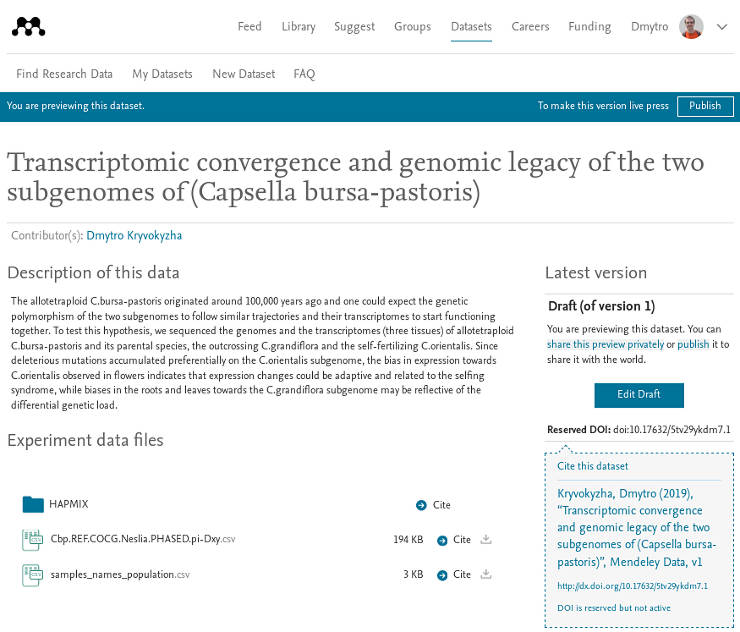 Feed Library Suggest Groups Datasets Careers Funding Dmytro
Find Research Data My Datasets New Dataset FAQ
You are previewing this dataset. To make this version live press Publish
Transcriptomic convergence and genomic legacy of the two
subgenomes of (Capsella bursa-pastoris)
Contributor(s): Dmytro Kryvokyzha
Description of this data
The allotetraploid C.bursa-pastoris originated around 100,000 years ago and one could expect the genetic
polymorphism of the two subgenomes to follow similar trajectories and their transcriptomes to start functioning
together. To test this hypothesis, we sequenced the genomes and the transcriptomes (three tissues) of allotetraploid
C.bursa-pastoris and its parental species, the outcrossing C.grandiflora and the self-fertilizing C.orientalis. Since
deleterious mutations accumulated preferentially on the C.orientalis subgenome, the bias in expression towards
C.orientalis observed in flowers indicates that expression changes could be adaptive and related to the selfing
syndrome, while biases in the roots and leaves towards the C.grandiflora subgenome may be reflective of the
differential genetic load.
Experiment data files
HAPMIX Cite
CSV Cbp.REF.COCG.Neslia.PHASED.pi-Dxy.csv 194 KB Cite
CSV samples_names_population.csv 3 KB Cite
Latest version
Draft (of version 1)
You are previewing this dataset. You can
share this preview privately or publish it to
share it with the world.
Edit Draft
Reserved DOI: doi:10.17632/5tv29ykdm7.1
Cite this dataset
Kryvokyzha, Dmytro (2019),
“Transcriptomic convergence
and genomic legacy of the two
subgenomes of (Capsella bursa-
pastoris)”, Mendeley Data, v1
http://dx.doi.org/10.17632/5tv29ykdm7.1
DOI is reserved but not active